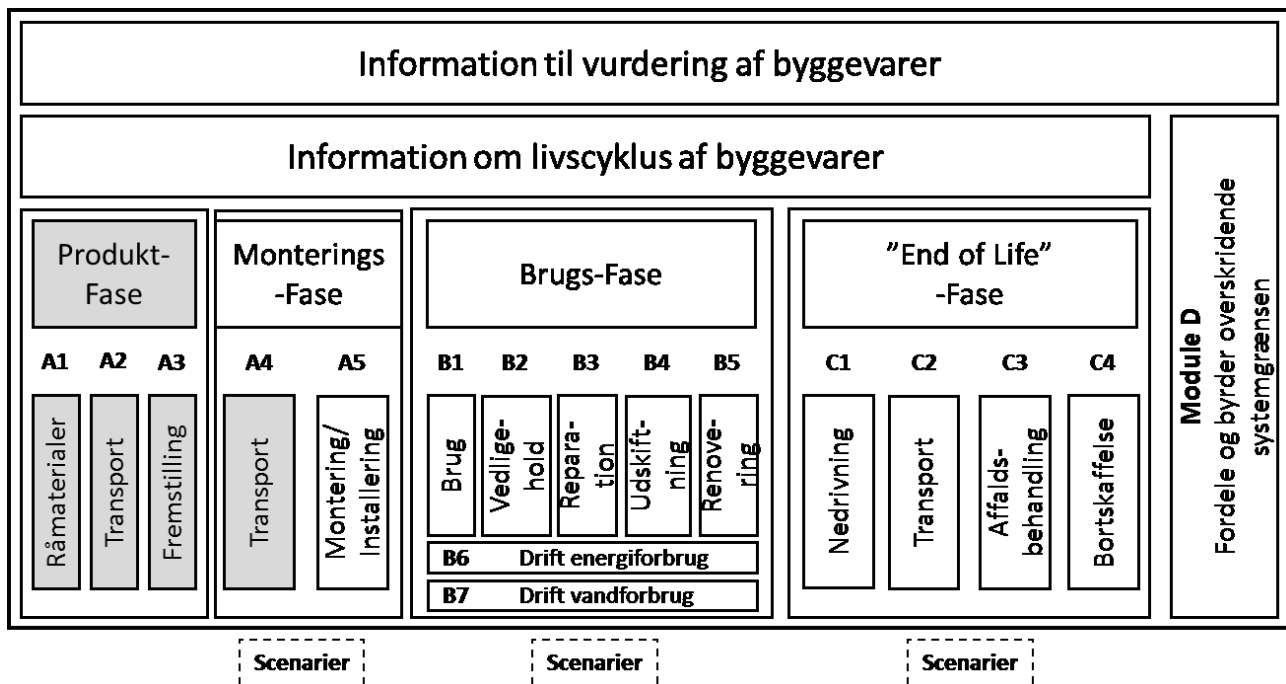 Information til vurdering af byggevarer
Information om livscyklus af byggevarer
Produkt-
Fase
Monterings
-Fase
Brugs-Fase
”End of Life”
-Fase
A1
A2
A3
A4
A5
B1
B2
B3
B4
B5
C1
C2
C3
C4
Råmaterialer
Transport
Fremstilling
Transport
Montering/
Installering
Brug
Vedlige-
hold
Repara-
tion
Udskift-
ning
Renove-
ring
B6 Drift energiforbrug
B7 Drift vandforbrug
Nedrivning
Transport
Affalds-
behandling
Bortskaffelse
Module D
Fordele og byrder overskridende
systemgrænsen
Scenarier
Scenarier
Scenarier